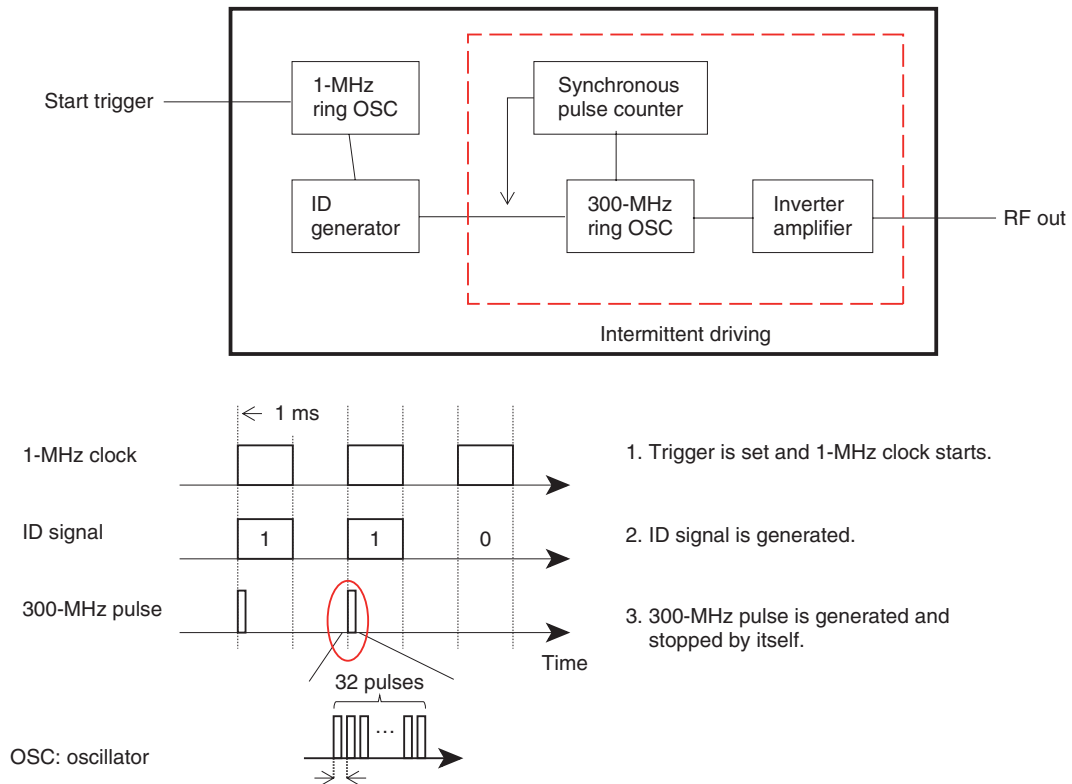 Start trigger
1-MHz
ring OSC
Synchronous
pulse counter
ID
generator
300-MHz
ring OSC
Inverter
amplifier
RF out
Intermittent driving
1 ms
1-MHz clock
1. Trigger is set and 1-MHz clock starts.
ID signal
1 1 0
2. ID signal is generated.
300-MHz pulse
3. 300-MHz pulse is generated and
stopped by itself.
Time
32 pulses
...
OSC: oscillator